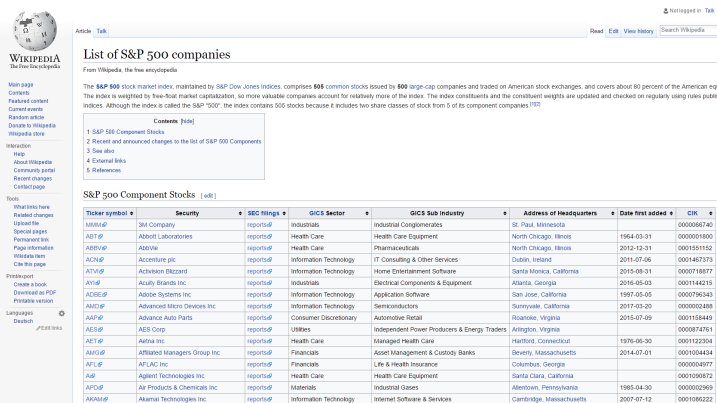 Not logged in Talk
Article Talk
Read Edit View history Search Wikipedia
WIKIPEDIA
The Free Encyclopedia
Main page
Contents
Featured content
Current events
Random article
Donate to Wikipedia
Wikipedia store
Interaction
Help
About Wikipedia
Community portal
Recent changes
Contact page
Tools
What links here
Related changes
Upload file
Special pages
Permanent link
Page information
Wikidata item
Cite this page
Print/export
Create a book
Download as PDF
Printable version
Languages
Deutsch
Edit links
List of S&P 500 companies
From Wikipedia, the free encyclopedia
The S&P 500 stock market index, maintained by S&P Dow Jones Indices, comprises 505 common stocks issued by 500 large-cap companies and traded on American stock exchanges, and covers about 80 percent of the American
The index is weighted by free-float market capitalization, so more valuable companies account for relatively more of the index. The index constituents and the constituent weights are updated and checked on regularly using rules
Indices. Although the index is called the S&P "500", the index contains 505 stocks because it includes two share classes of stock from 5 of its component companies.[1][2]
Contents [hide]
1 S&P 500 Component Stocks
2 Recent and announced changes to the list of S&P 500 Components
3 See also
4 External links
5 References
S&P 500 Component Stocks [edit]
Ticker symbol Security SEC filings GICS Sector GICS Sub Industry Address of Headquarters Date first added CIK
MMM 3M Company reports Industrials Industrial Conglomerates St. Paul, Minnesota 0000066740
ABT Abbott Laboratories reports Health Care Health Care Equipment North Chicago, Illinois 1964-03-31 0000001800
ABBV AbbVie reports Health Care Pharmaceuticals North Chicago, Illinois 2012-12-31 0001551152
ACN Accenture plc reports Information Technology IT Consulting & Other Services Dublin, Ireland 2011-07-06 0001467373
ATVI Activision Blizzard reports Information Technology Home Entertainment Software Santa Monica, California 2015-08-31 0000718877
AYI Acuity Brands Inc reports Industrials Electrical Components & Equipment Atlanta, Georgia 2016-05-03 0001144215
ADBE Adobe Systems Inc reports Information Technology Application Software San Jose, California 1997-05-05 0000796343
AMD Advanced Micro Devices Inc reports Information Technology Semiconductors Sunnyvale, California 2017-03-20 0000002488
AAP Advance Auto Parts reports Consumer Discretionary Automotive Retail Roanoke, Virginia 2015-07-09 0001158449
AES AES Corp reports Utilities Independent Power Producers & Energy Traders Arlington, Virginia 0000874761
AET Aetna Inc reports Health Care Managed Health Care Hartford, Connecticut 1976-06-30 0001122304
AMG Affiliated Managers Group Inc reports Financials Asset Management & Custody Banks Beverly, Massachusetts 2014-07-01 0001004434
AFL AFLAC Inc reports Financials Life & Health Insurance Columbus, Georgia 0000004977
A Agilent Technologies Inc reports Health Care Health Care Equipment Santa Clara, California 0001090872
APD Air Products & Chemicals Inc reports Materials Industrial Gases Allentown, Pennsylvania 1985-04-30 0000002969
AKAM Akamai Technologies Inc reports Information Technology Internet Software & Services Cambridge, Massachusetts 2007-07-12 0001086222